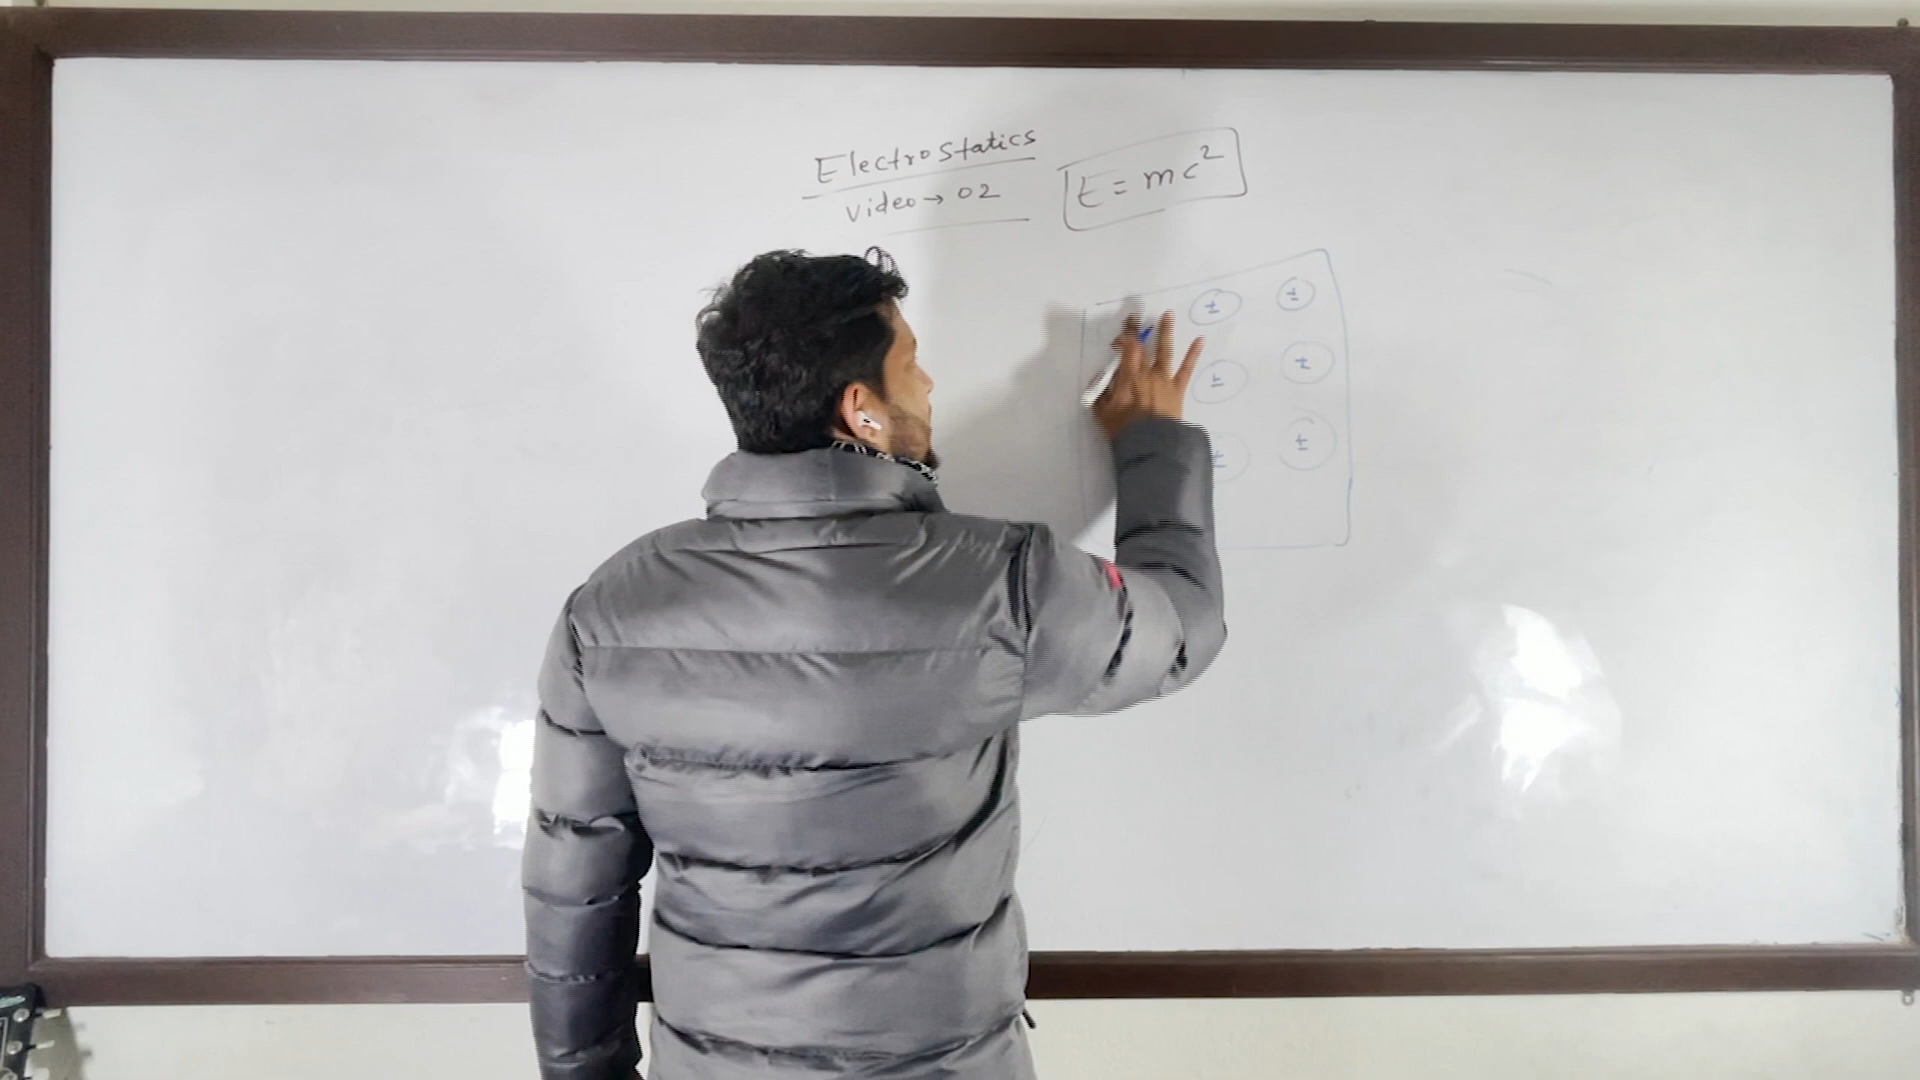 Electrostatics
Video → 02
E = mc²
± ±
± ±
± ±